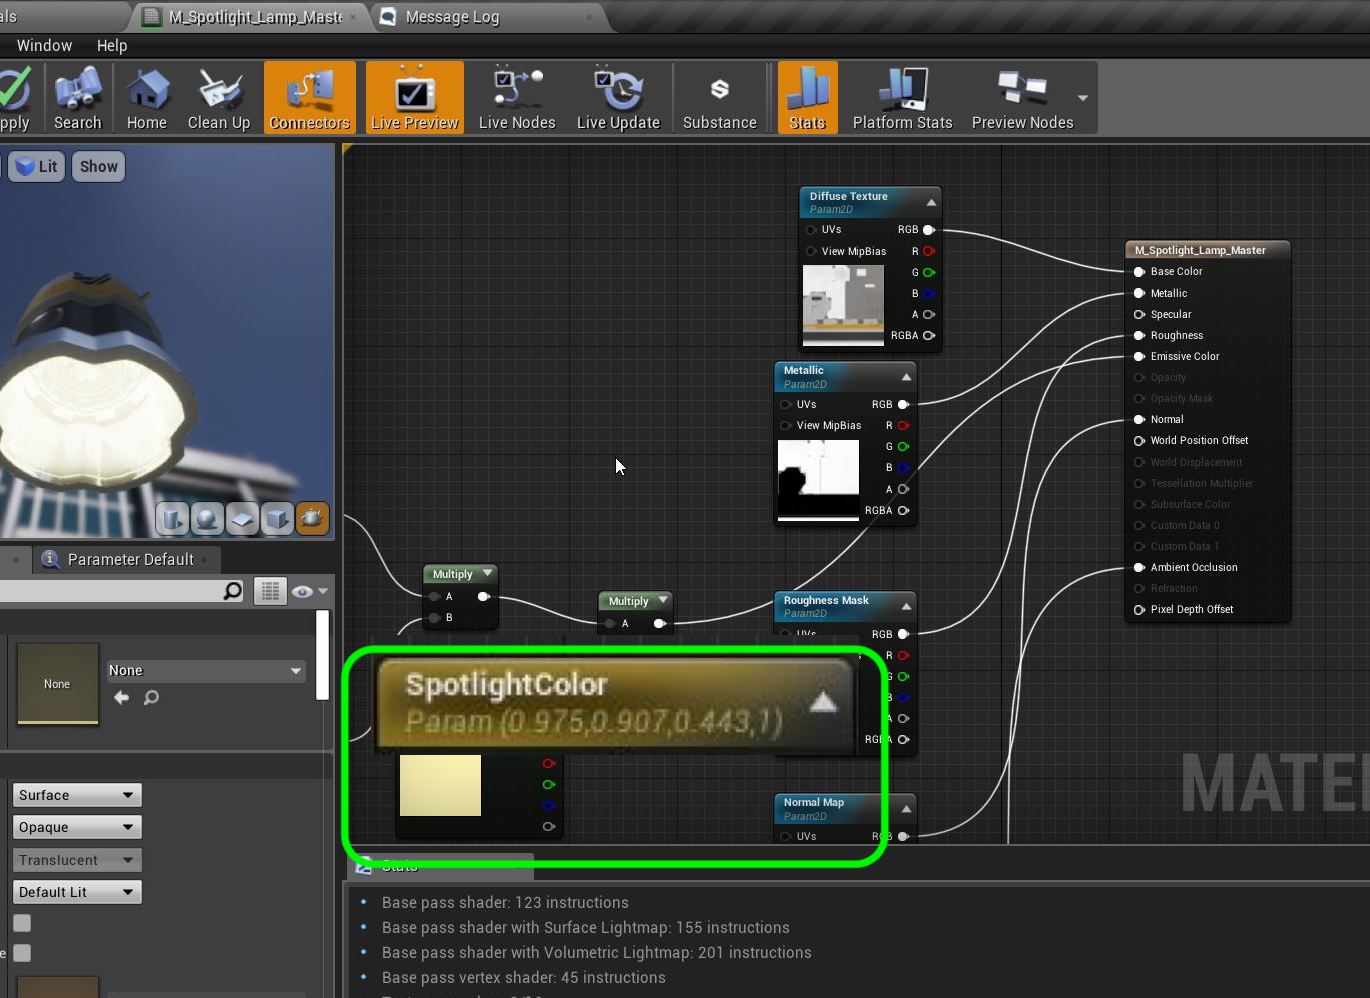 als
M_Spotlight_Lamp_Maste
Message Log
Window
Help
pply
Search
Home
Clean Up
Connectors
Live Preview
Live Nodes
Live Update
Substance
Stats
Platform Stats
Preview Nodes
Lit
Show
Diffuse Texture
Param2D
UVs
RGB
View MipBias
R
G
B
A
RGBA
M_Spotlight_Lamp_Master
Base Color
Metallic
Specular
Roughness
Emissive Color
Opacity
Opacity Mask
Normal
World Position Offset
World Displacement
Tessellation Multiplier
Subsurface Color
Custom Data 0
Custom Data 1
Ambient Occlusion
Refraction
Pixel Depth Offset
Metallic
Param2D
UVs
RGB
View MipBias
R
G
B
A
RGBA
Parameter Default
Multiply
A
B
Multiply
A
Roughness Mask
Param2D
UVs
RGB
s
R
G
B
A
RGBA
None
None
SpotlightColor
Param (0.975,0.907,0.443,1)
Normal Map
Param2D
UVs
RGB
MATE
Surface
Opaque
Translucent
Default Lit
e
Stats
Base pass shader: 123 instructions
Base pass shader with Surface Lightmap: 155 instructions
Base pass shader with Volumetric Lightmap: 201 instructions
Base pass vertex shader: 45 instructions